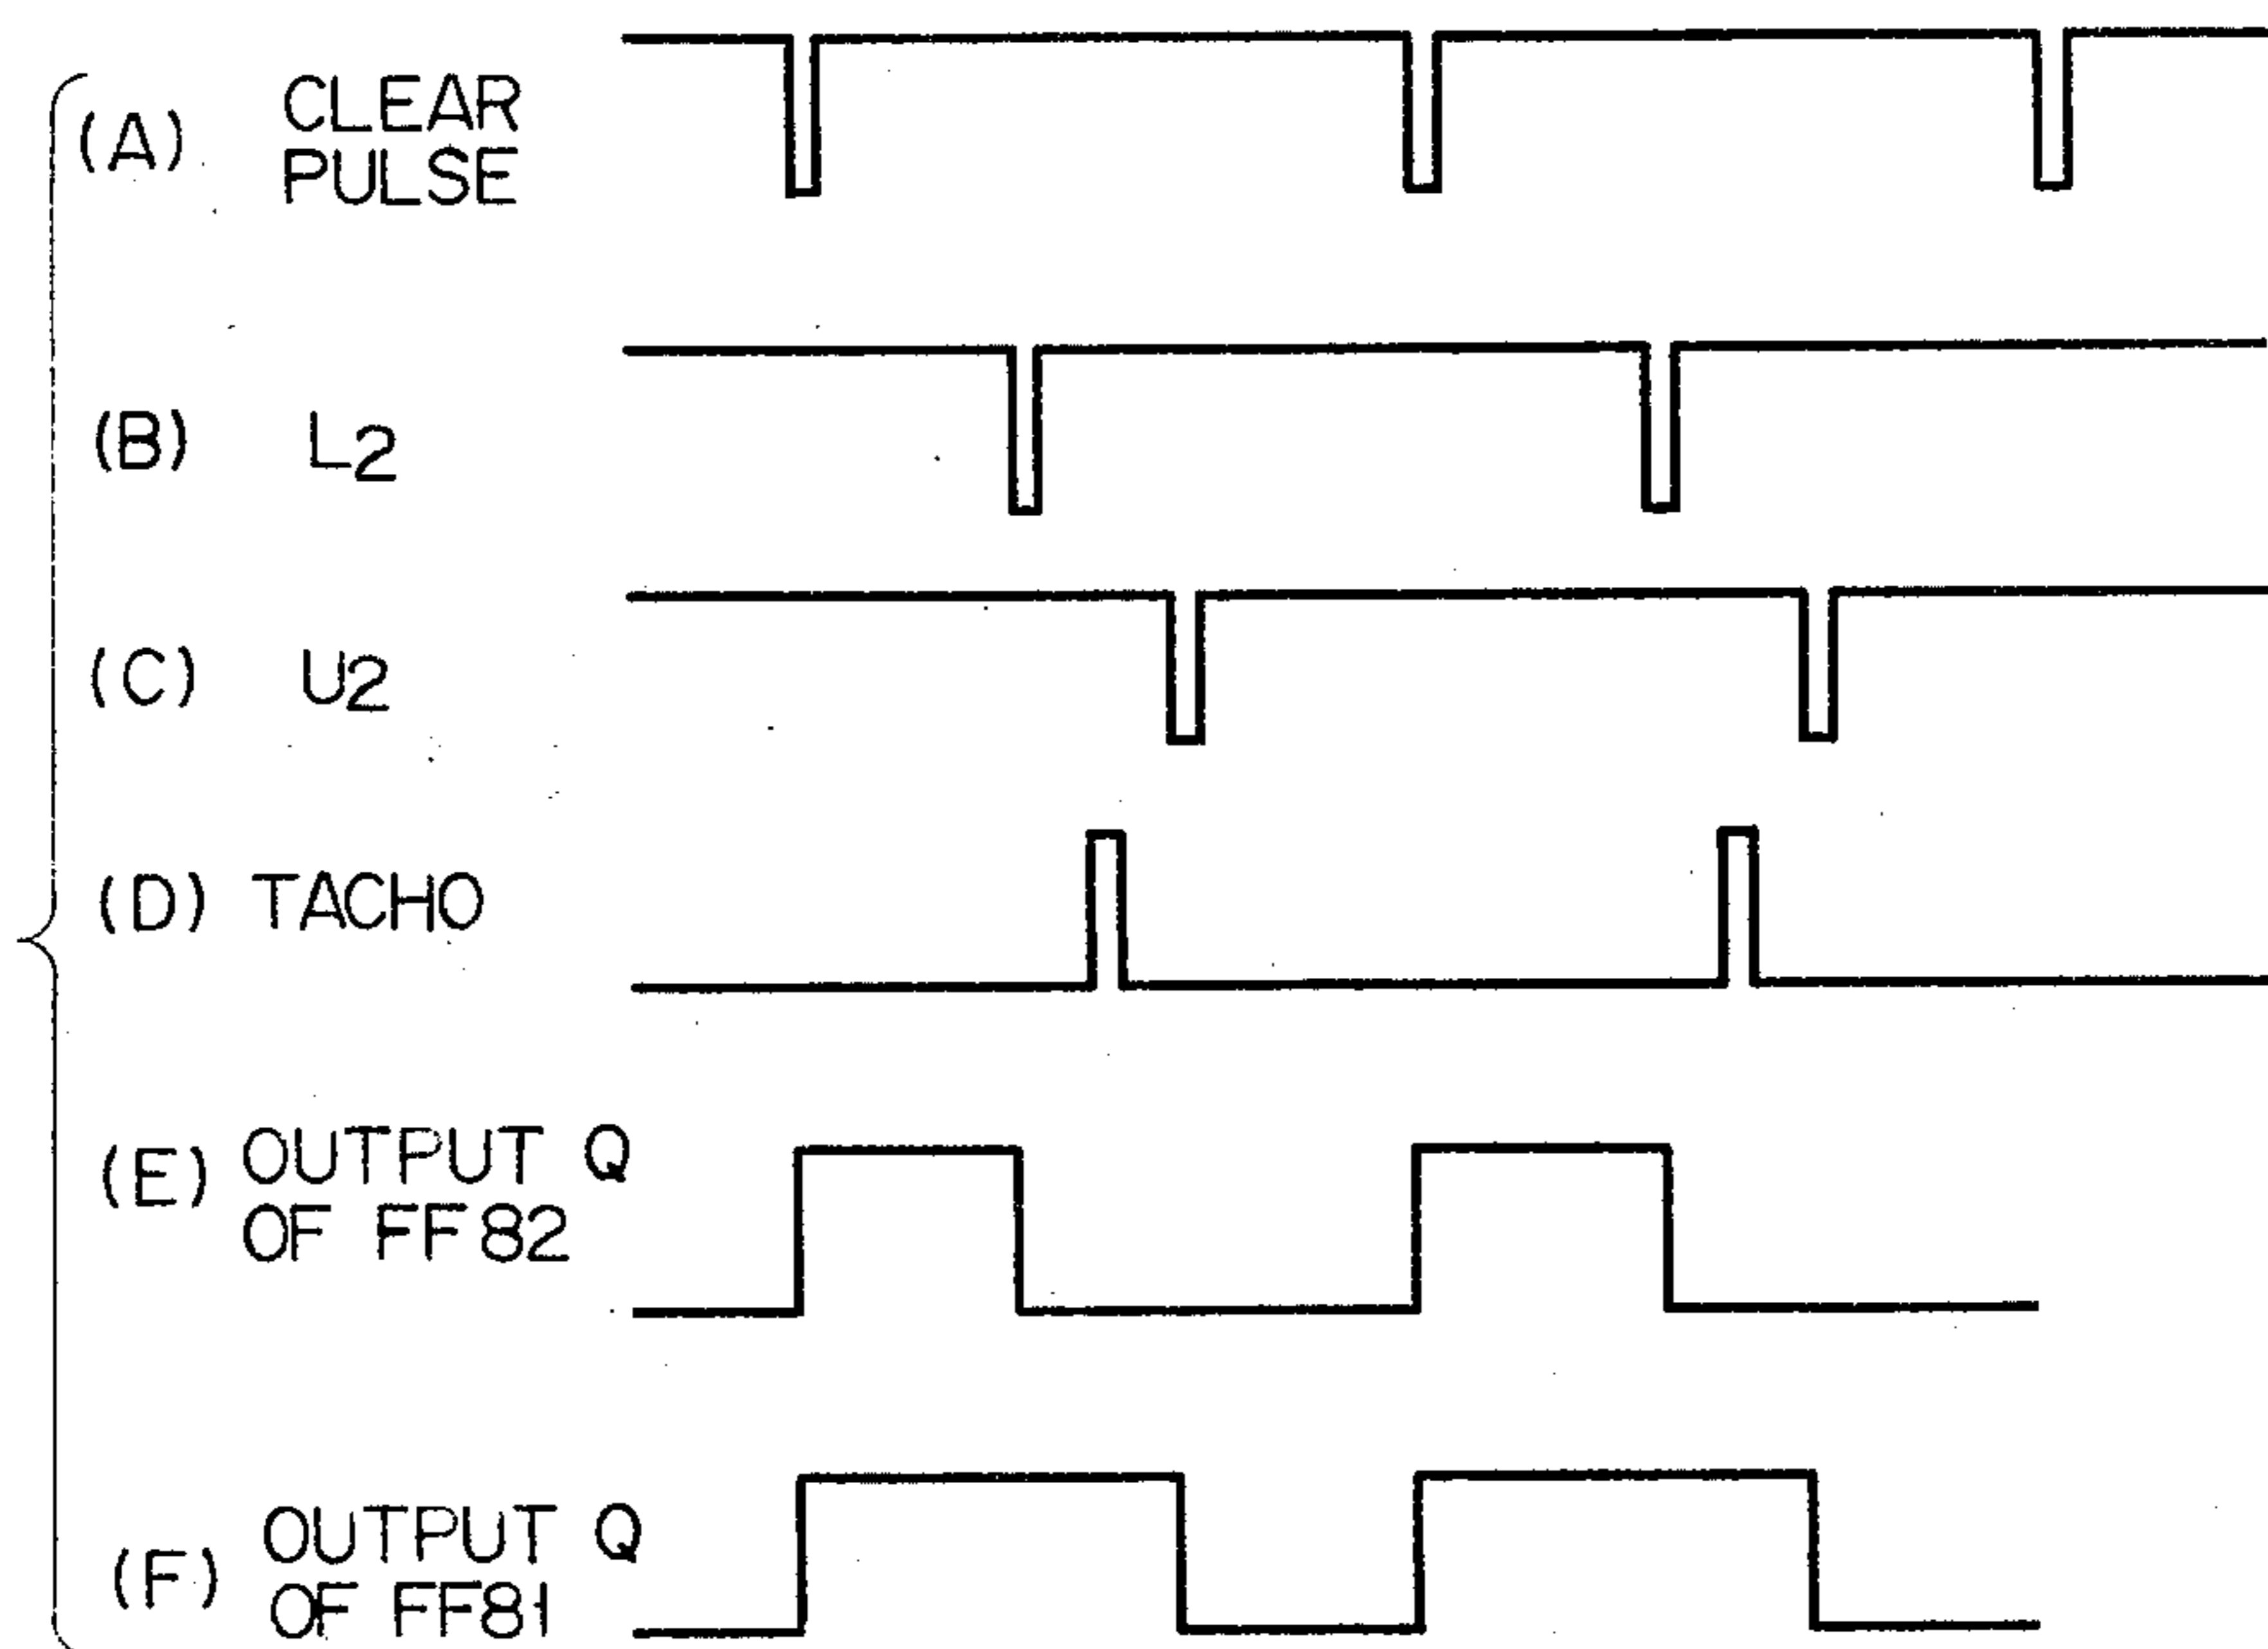 (A) CLEAR
PULSE
(B) L2
(C) U2
(D) TACHO
(E) OUTPUT Q
OF FF82
(F) OUTPUT Q
OF FF81